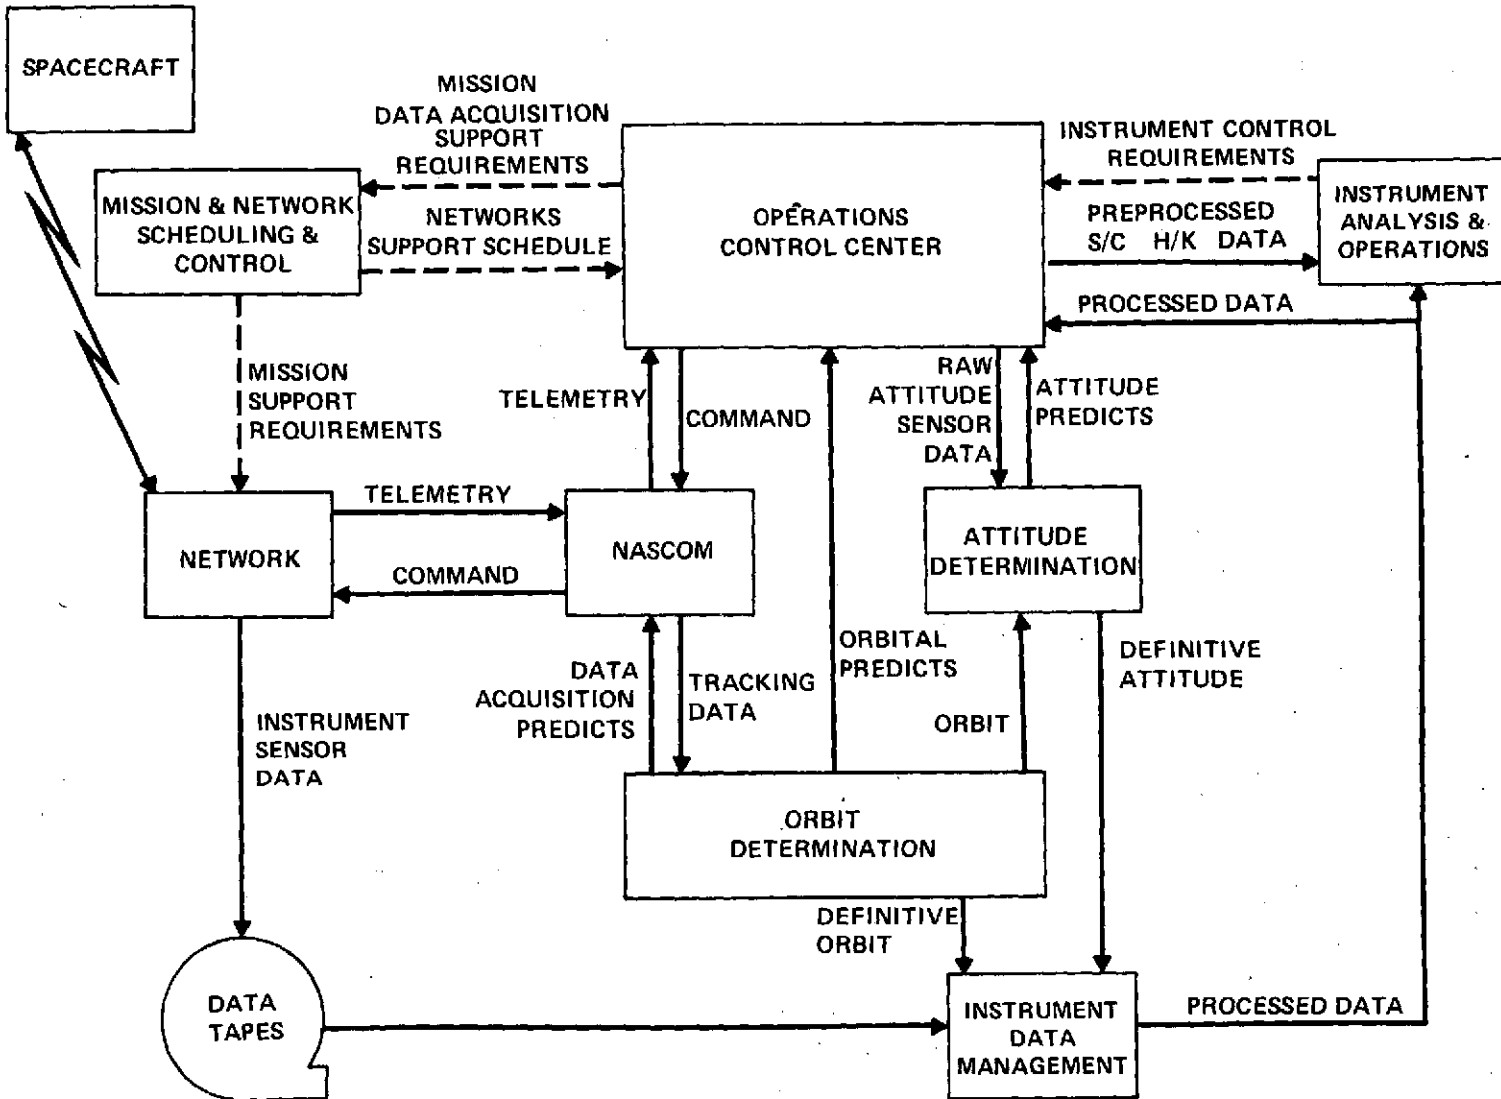 SPACECRAFT
MISSION
DATA ACQUISITION
SUPPORT
REQUIREMENTS
INSTRUMENT CONTROL
REQUIREMENTS
MISSION & NETWORK
SCHEDULING &
CONTROL
NETWORKS
SUPPORT SCHEDULE
OPERATIONS
CONTROL CENTER
PREPROCESSED
S/C H/K DATA
INSTRUMENT
ANALYSIS &
OPERATIONS
PROCESSED DATA
MISSION
SUPPORT
REQUIREMENTS
TELEMETRY
COMMAND
RAW
ATTITUDE
SENSOR
DATA
ATTITUDE
PREDICTS
TELEMETRY
NETWORK
COMMAND
NASCOM
ATTITUDE
DETERMINATION
DATA
ACQUISITION
PREDICTS
TRACKING
DATA
ORBITAL
PREDICTS
ORBIT
DEFINITIVE
ATTITUDE
INSTRUMENT
SENSOR
DATA
ORBIT
DETERMINATION
DEFINITIVE
ORBIT
DATA
TAPES
INSTRUMENT
DATA
MANAGEMENT
PROCESSED DATA